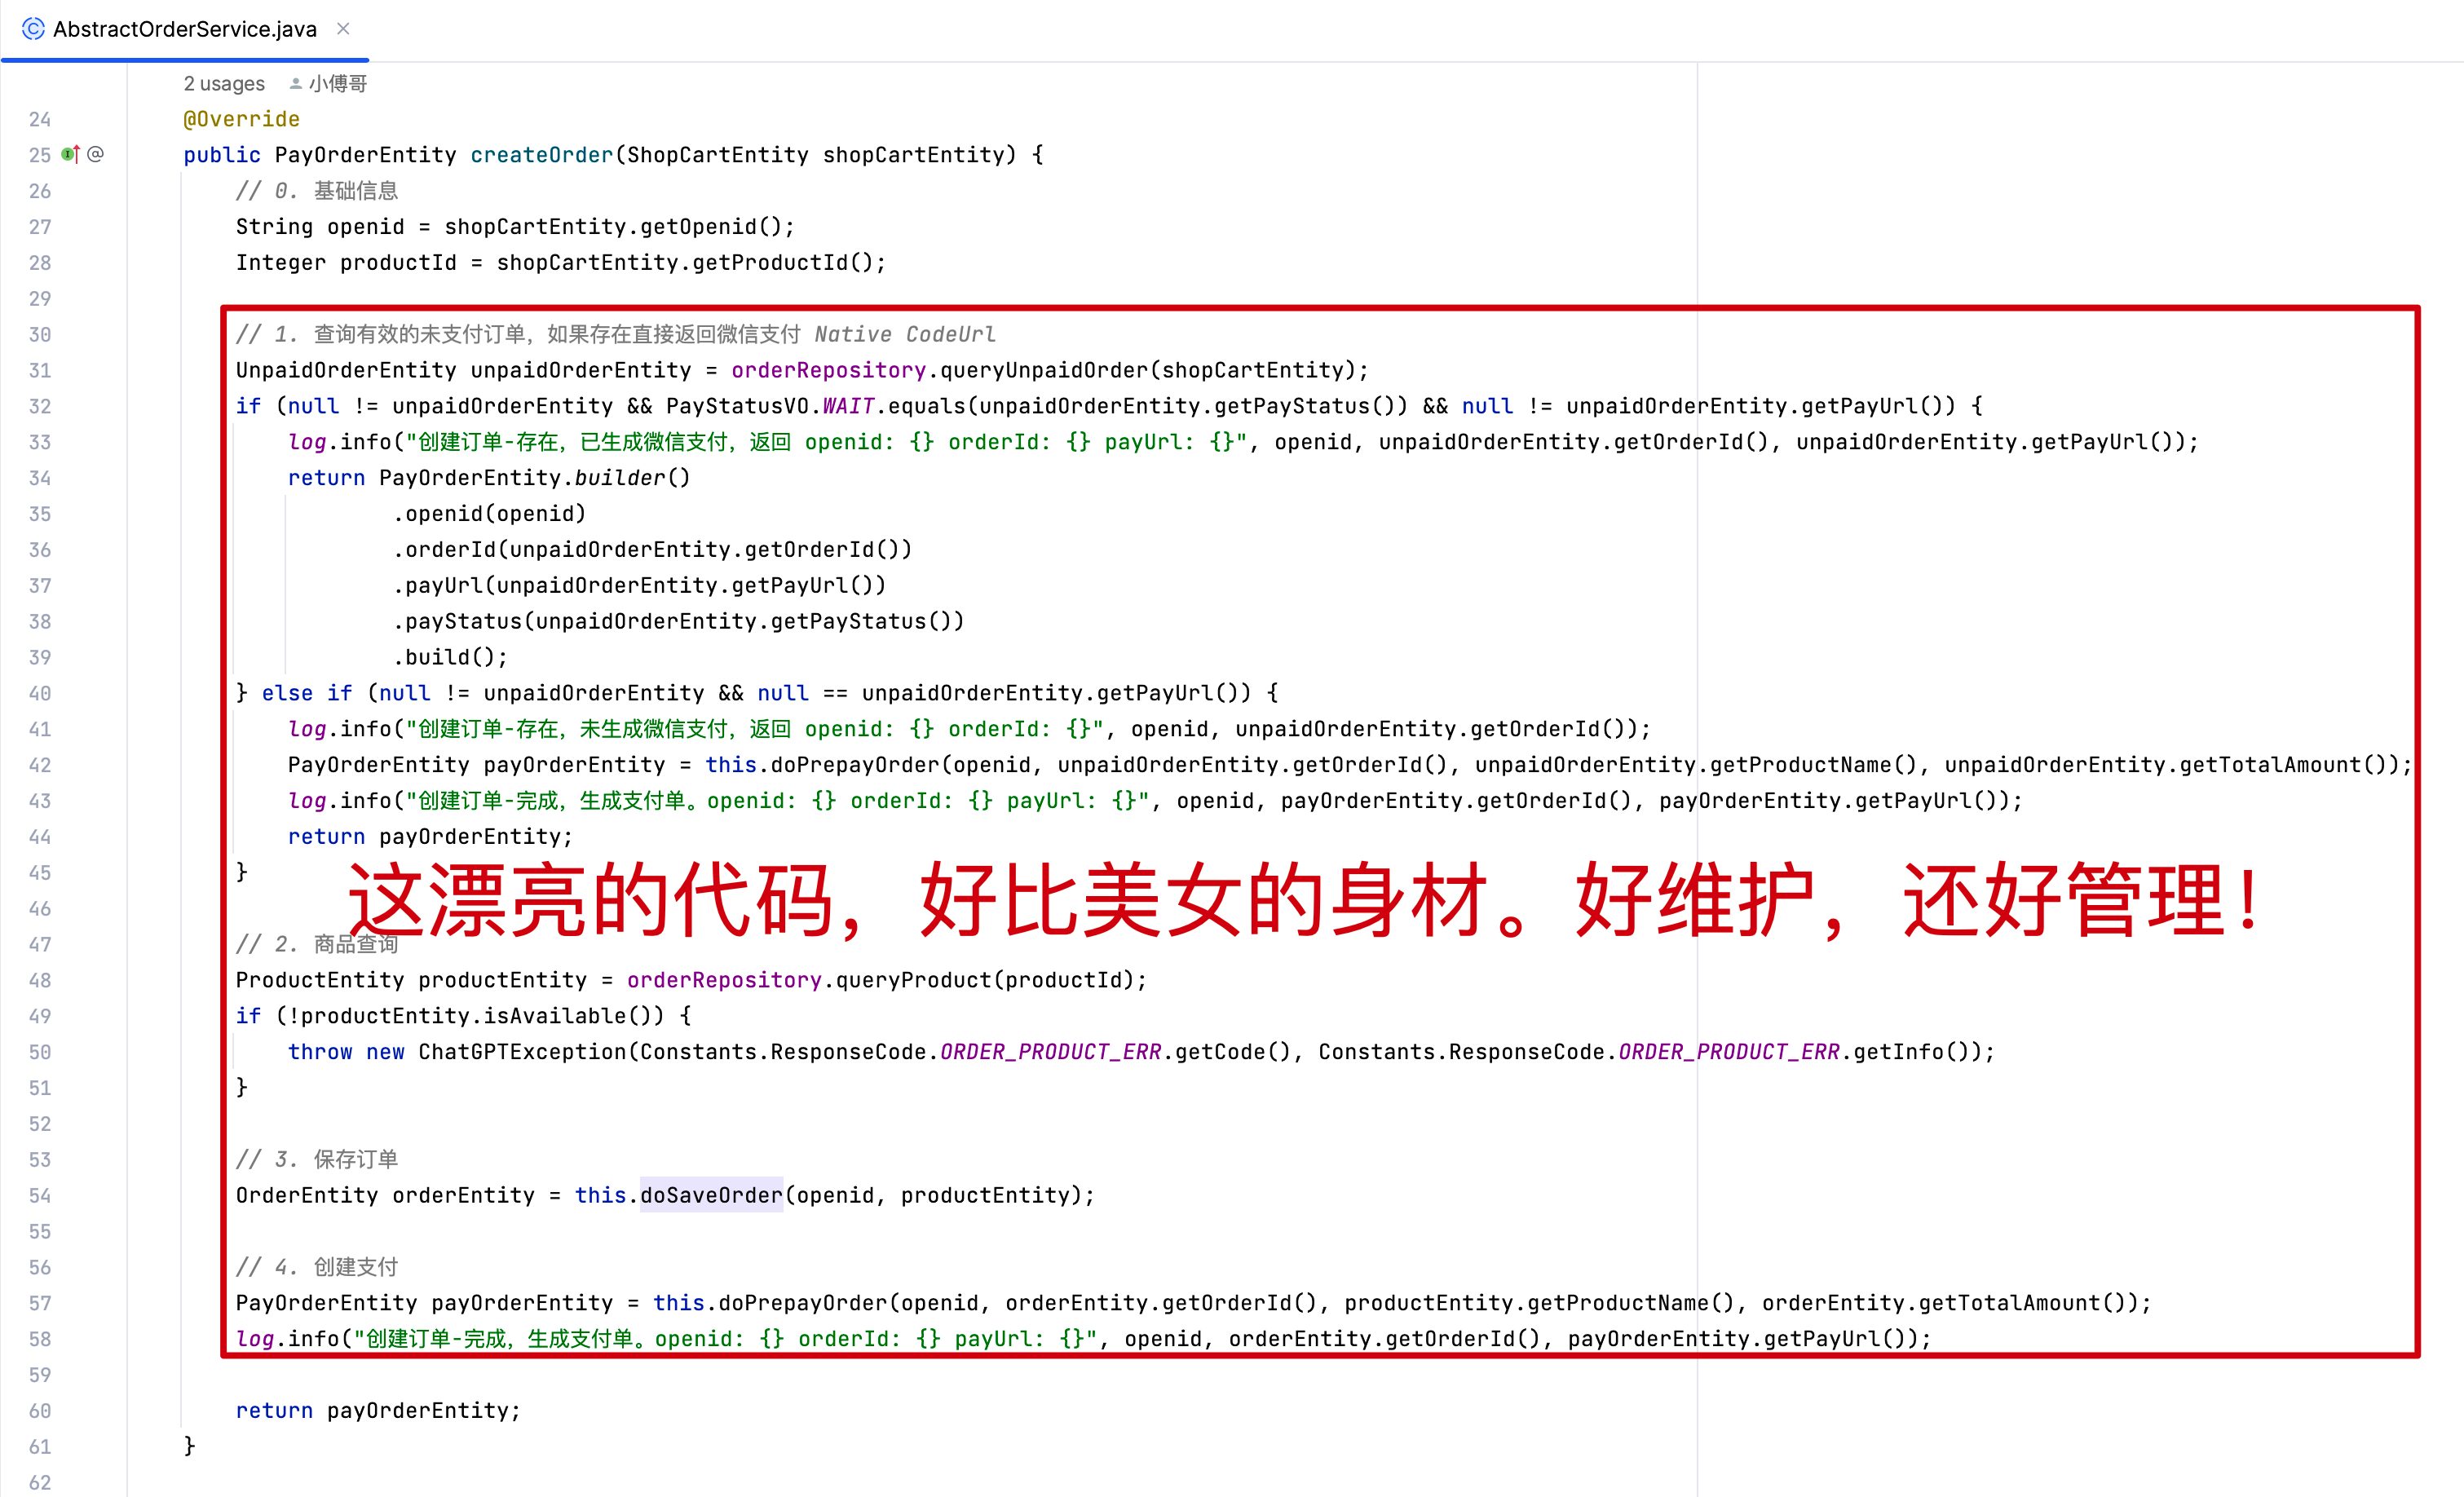 AbstractOrderService.java
2 usages 小傅哥
24 @Override
25 public PayOrderEntity createOrder(ShopCartEntity shopCartEntity) {
26 // 0. 基础信息
27 String openid = shopCartEntity.getOpenid();
28 Integer productId = shopCartEntity.getProductId();
29
30 // 1. 查询有效的未支付订单，如果存在直接返回微信支付 Native CodeUrl
31 UnpaidOrderEntity unpaidOrderEntity = orderRepository.queryUnpaidOrder(shopCartEntity);
32 if (null != unpaidOrderEntity && PayStatusVO.WAIT.equals(unpaidOrderEntity.getPayStatus()) && null != unpaidOrderEntity.getPayUrl()) {
33 log.info("创建订单-存在，已生成微信支付，返回 openid: {} orderId: {} payUrl: {}", openid, unpaidOrderEntity.getOrderId(), unpaidOrderEntity.getPayUrl());
34 return PayOrderEntity.builder()
35 .openid(openid)
36 .orderId(unpaidOrderEntity.getOrderId())
37 .payUrl(unpaidOrderEntity.getPayUrl())
38 .payStatus(unpaidOrderEntity.getPayStatus())
39 .build();
40 } else if (null != unpaidOrderEntity && null == unpaidOrderEntity.getPayUrl()) {
41 log.info("创建订单-存在，未生成微信支付，返回 openid: {} orderId: {}", openid, unpaidOrderEntity.getOrderId());
42 PayOrderEntity payOrderEntity = this.doPrepayOrder(openid, unpaidOrderEntity.getOrderId(), unpaidOrderEntity.getProductName(), unpaidOrderEntity.getTotalAmount());
43 log.info("创建订单-完成，生成支付单。openid: {} orderId: {} payUrl: {}", openid, payOrderEntity.getOrderId(), payOrderEntity.getPayUrl());
44 return payOrderEntity;
45 }
这漂亮的代码，好比美女的身材。好维护，还好管理！
46
47 // 2. 商品查询
48 ProductEntity productEntity = orderRepository.queryProduct(productId);
49 if (!productEntity.isAvailable()) {
50 throw new ChatGPTException(Constants.ResponseCode.ORDER_PRODUCT_ERR.getCode(), Constants.ResponseCode.ORDER_PRODUCT_ERR.getInfo());
51 }
52
53 // 3. 保存订单
54 OrderEntity orderEntity = this.doSaveOrder(openid, productEntity);
55
56 // 4. 创建支付
57 PayOrderEntity payOrderEntity = this.doPrepayOrder(openid, orderEntity.getOrderId(), productEntity.getProductName(), orderEntity.getTotalAmount());
58 log.info("创建订单-完成，生成支付单。openid: {} orderId: {} payUrl: {}", openid, orderEntity.getOrderId(), payOrderEntity.getPayUrl());
59
60 return payOrderEntity;
61 }
62